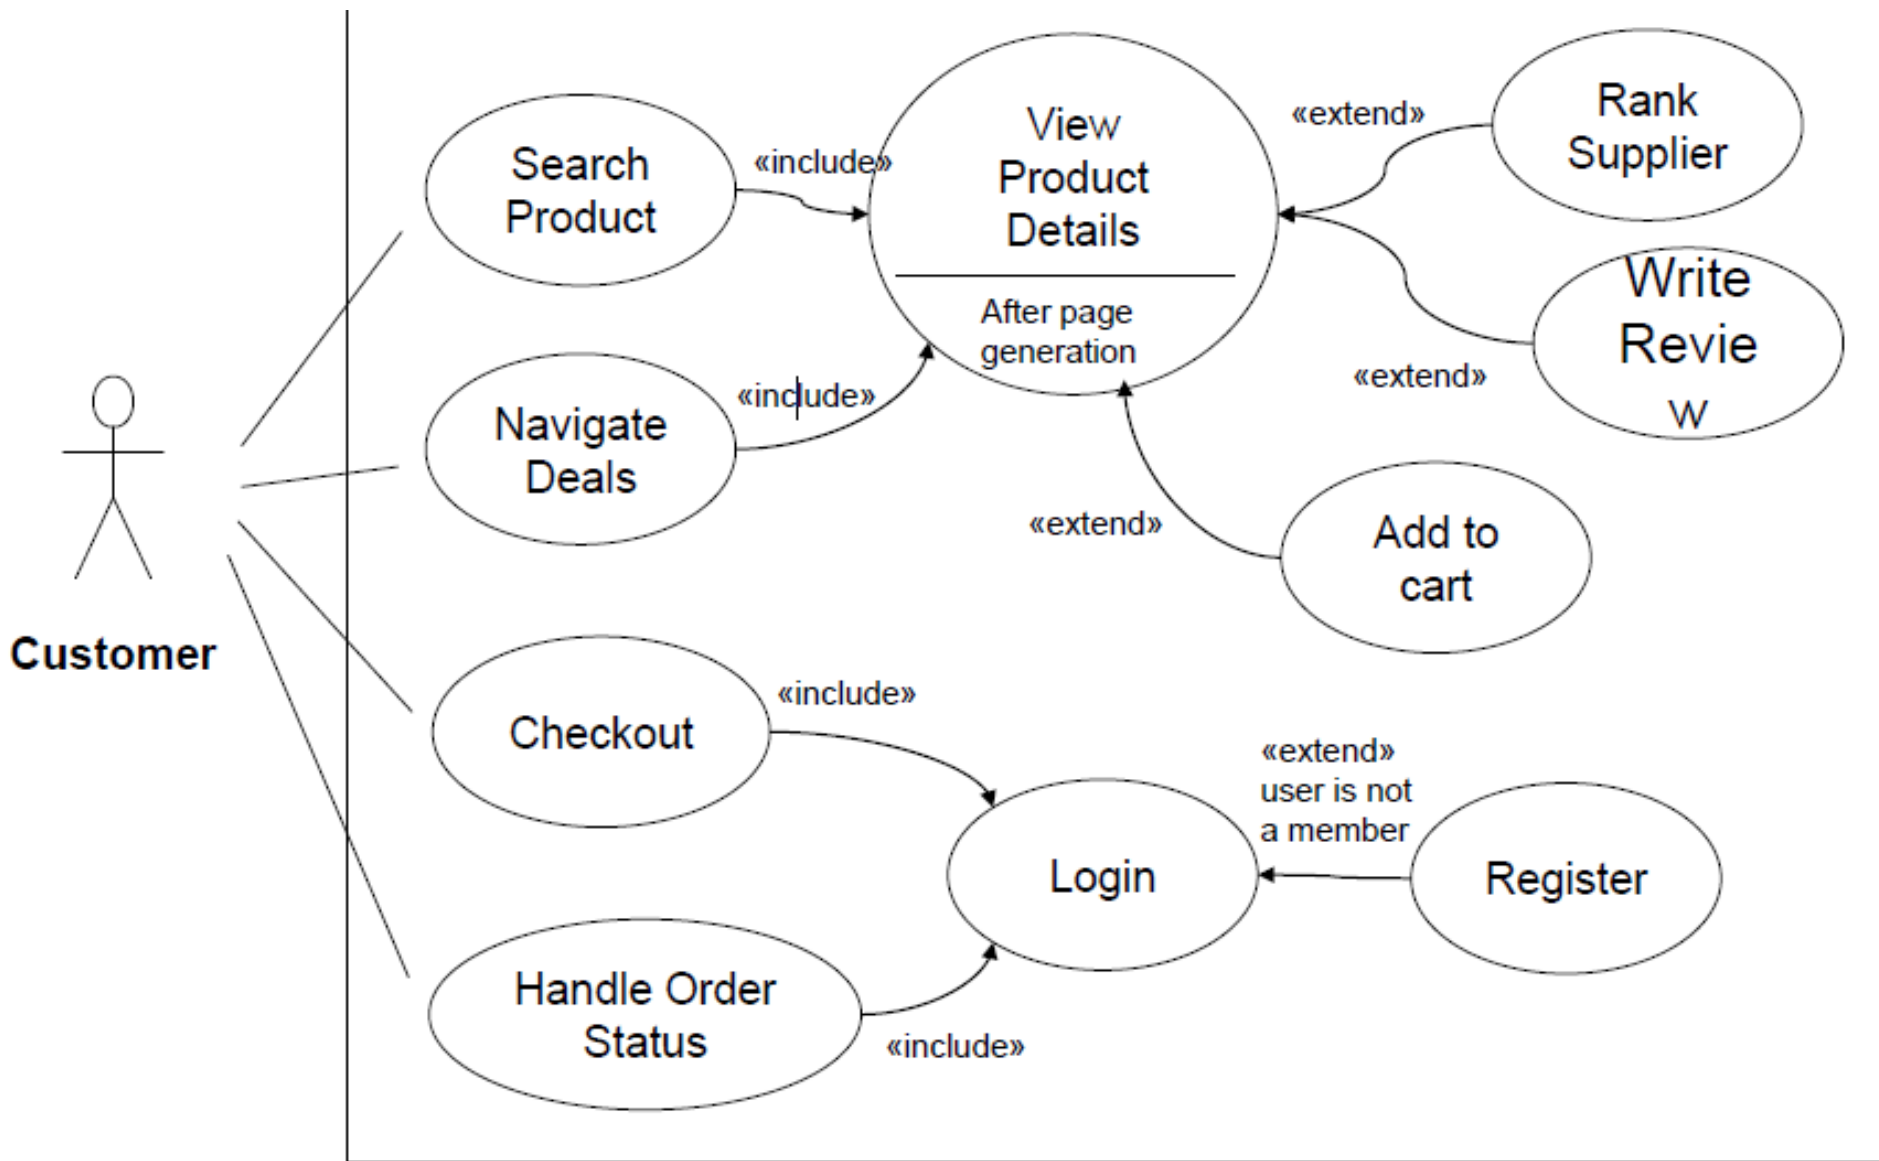 Search
Product
«include»
View
Product
Details
After page
generation
«extend»
Rank
Supplier
Write
Revie
w
«extend»
Navigate
Deals
«include»
«extend»
Add to
cart
Customer
Checkout
«include»
Login
«extend»
user is not
a member
Register
Handle Order
Status
«include»